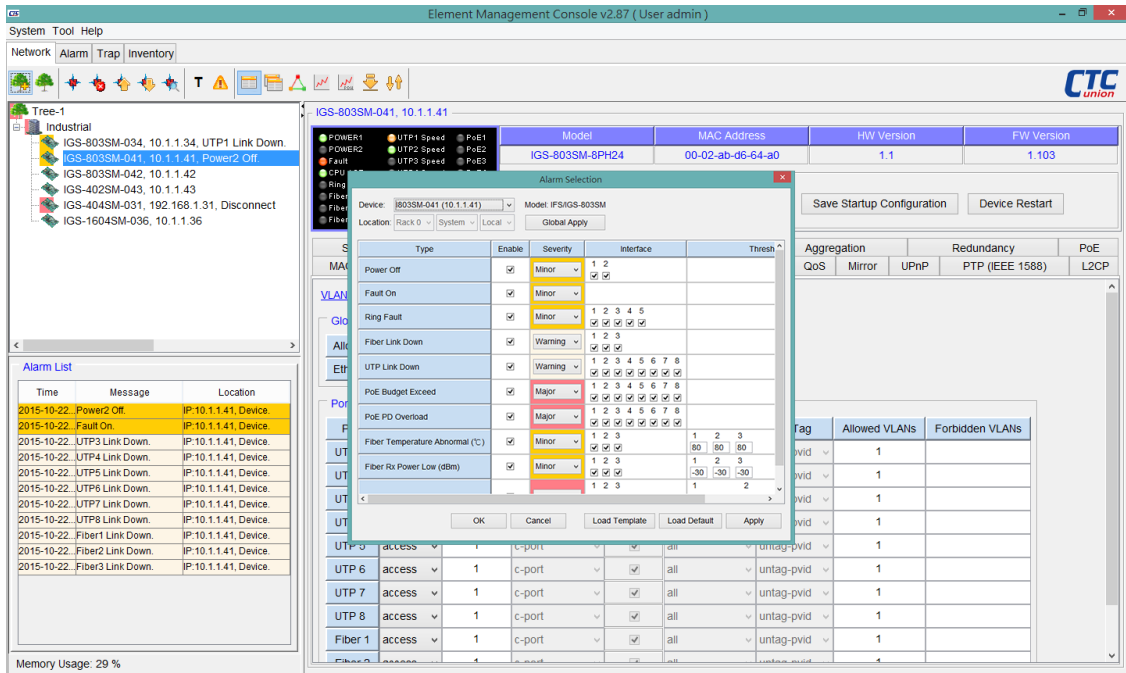 CTC Element Management Console v2.87 ( User admin )
System Tool Help
Network Alarm Trap Inventory
T
CTC union
Tree-1
Industrial
IGS-803SM-034, 10.1.1.34, UTP1 Link Down.
IGS-803SM-041, 10.1.1.41, Power2 Off.
IGS-803SM-042, 10.1.1.42
IGS-402SM-043, 10.1.1.43
IGS-404SM-031, 192.168.1.31, Disconnect
IGS-1604SM-036, 10.1.1.36
Alarm List
Time Message Location
2015-10-22... Power2 Off. IP:10.1.1.41, Device.
2015-10-22... Fault On. IP:10.1.1.41, Device.
2015-10-22... UTP3 Link Down. IP:10.1.1.41, Device.
2015-10-22... UTP4 Link Down. IP:10.1.1.41, Device.
2015-10-22... UTP5 Link Down. IP:10.1.1.41, Device.
2015-10-22... UTP6 Link Down. IP:10.1.1.41, Device.
2015-10-22... UTP7 Link Down. IP:10.1.1.41, Device.
2015-10-22... UTP8 Link Down. IP:10.1.1.41, Device.
2015-10-22... Fiber1 Link Down. IP:10.1.1.41, Device.
2015-10-22... Fiber2 Link Down. IP:10.1.1.41, Device.
2015-10-22... Fiber3 Link Down. IP:10.1.1.41, Device.
Memory Usage: 29 %
IGS-803SM-041, 10.1.1.41
POWER1 UTP1 Speed PoE1
POWER2 UTP2 Speed PoE2
Fault UTP3 Speed PoE3
Ring
Fiber
Fiber
Fiber
Model MAC Address HW Version FW Version
IGS-803SM-8PH24 00-02-ab-d6-64-a0 1.1 1.103
Save Startup Configuration Device Restart
Aggregation Redundancy PoE
QoS Mirror UPnP PTP (IEEE 1588) L2CP
VLAN
Alarm Selection
Device: I803SM-041 (10.1.1.41) Model: IFS/IGS-803SM
Location: Rack 0 System Local Global Apply
Type Enable Severity Interface Thresh
Power Off Minor 1 2
Fault On Minor
Ring Fault Minor 1 2 3 4 5
Fiber Link Down Warning 1 2 3
UTP Link Down Warning 1 2 3 4 5 6 7 8
PoE Budget Exceed Major 1 2 3 4 5 6 7 8
PoE PD Overload Major 1 2 3 4 5 6 7 8
Fiber Temperature Abnormal (℃) Minor 1 2 3 1 2 3
80 80 80
Fiber Rx Power Low (dBm) Minor 1 2 3 1 2 3
-30 -30 -30
1 2 3 1 2
OK Cancel Load Template Load Default Apply
Tag Allowed VLANs Forbidden VLANs
pvid 1
pvid 1
pvid 1
pvid 1
UTP 5 access 1 c-port all untag-pvid 1
UTP 6 access 1 c-port all untag-pvid 1
UTP 7 access 1 c-port all untag-pvid 1
UTP 8 access 1 c-port all untag-pvid 1
Fiber 1 access 1 c-port all untag-pvid 1